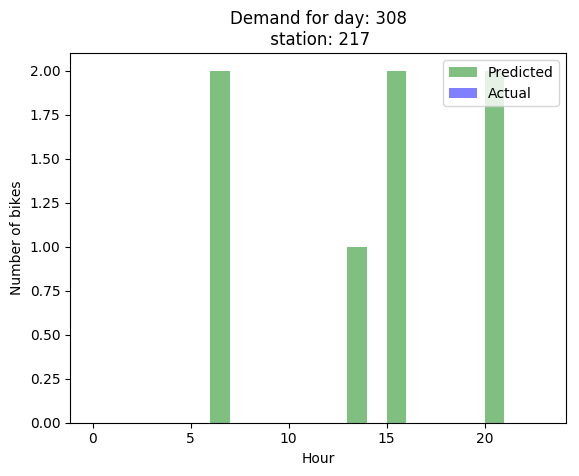 Demand for day: 308
station: 217
Predicted
Actual
2.00
1.75
1.50
1.25
1.00
0.75
0.50
0.25
0.00
Number of bikes
0 5 10 15 20
Hour